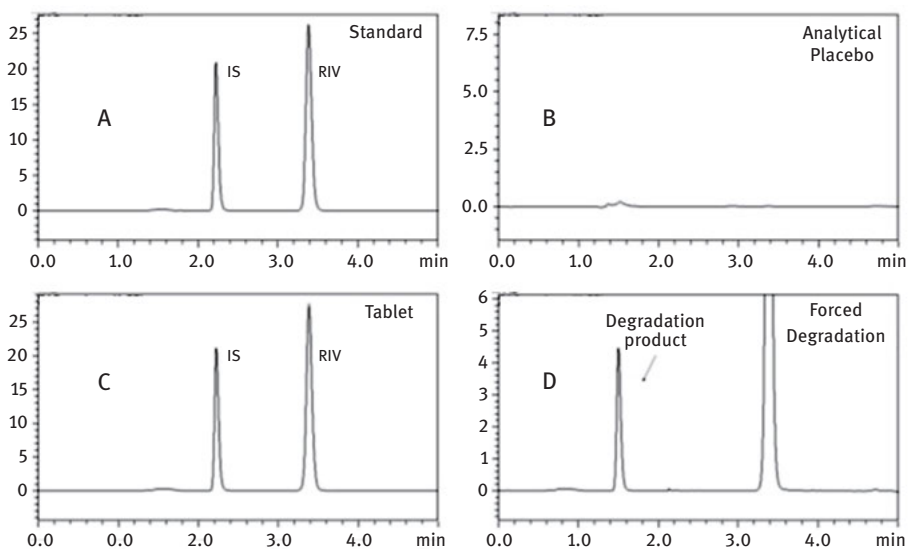 Standard
25
20
15
10
5
0
IS
RIV
A
0.0 1.0 2.0 3.0 4.0 min
Analytical
Placebo
7.5
5.0
2.5
0.0
B
0.0 1.0 2.0 3.0 4.0 min
Tablet
25
20
15
10
5
0
IS
RIV
C
0.0 0.0 2.0 3.0 4.0 min
Forced
Degradation
Degradation
product
6
5
4
3
2
1
0
D
0.0 1.0 2.0 3.0 4.0 min